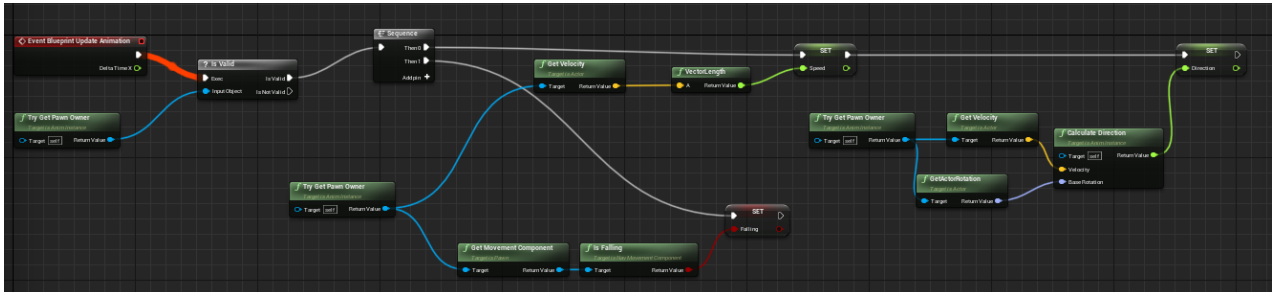 Event Blueprint Update Animation
Delta Time X
Try Get Pawn Owner
Target is Anim Instance
Target self Return Value
? Is Valid
Exec Is Valid
Input Object Is Not Valid
Sequence
Then 0
Then 1
Add pin +
Try Get Pawn Owner
Target is Anim Instance
Target self Return Value
Get Velocity
Target is Actor
Target Return Value
VectorLength
A Return Value
SET
Speed
Get Movement Component
Target is Pawn
Target Return Value
Is Falling
Target is Nav Movement Component
Target Return Value
SET
Falling
Try Get Pawn Owner
Target is Anim Instance
Target self Return Value
Get Velocity
Target is Actor
Target Return Value
GetActorRotation
Target is Actor
Target Return Value
Calculate Direction
Target is Anim Instance
Target self Return Value
Velocity
Base Rotation
SET
Direction